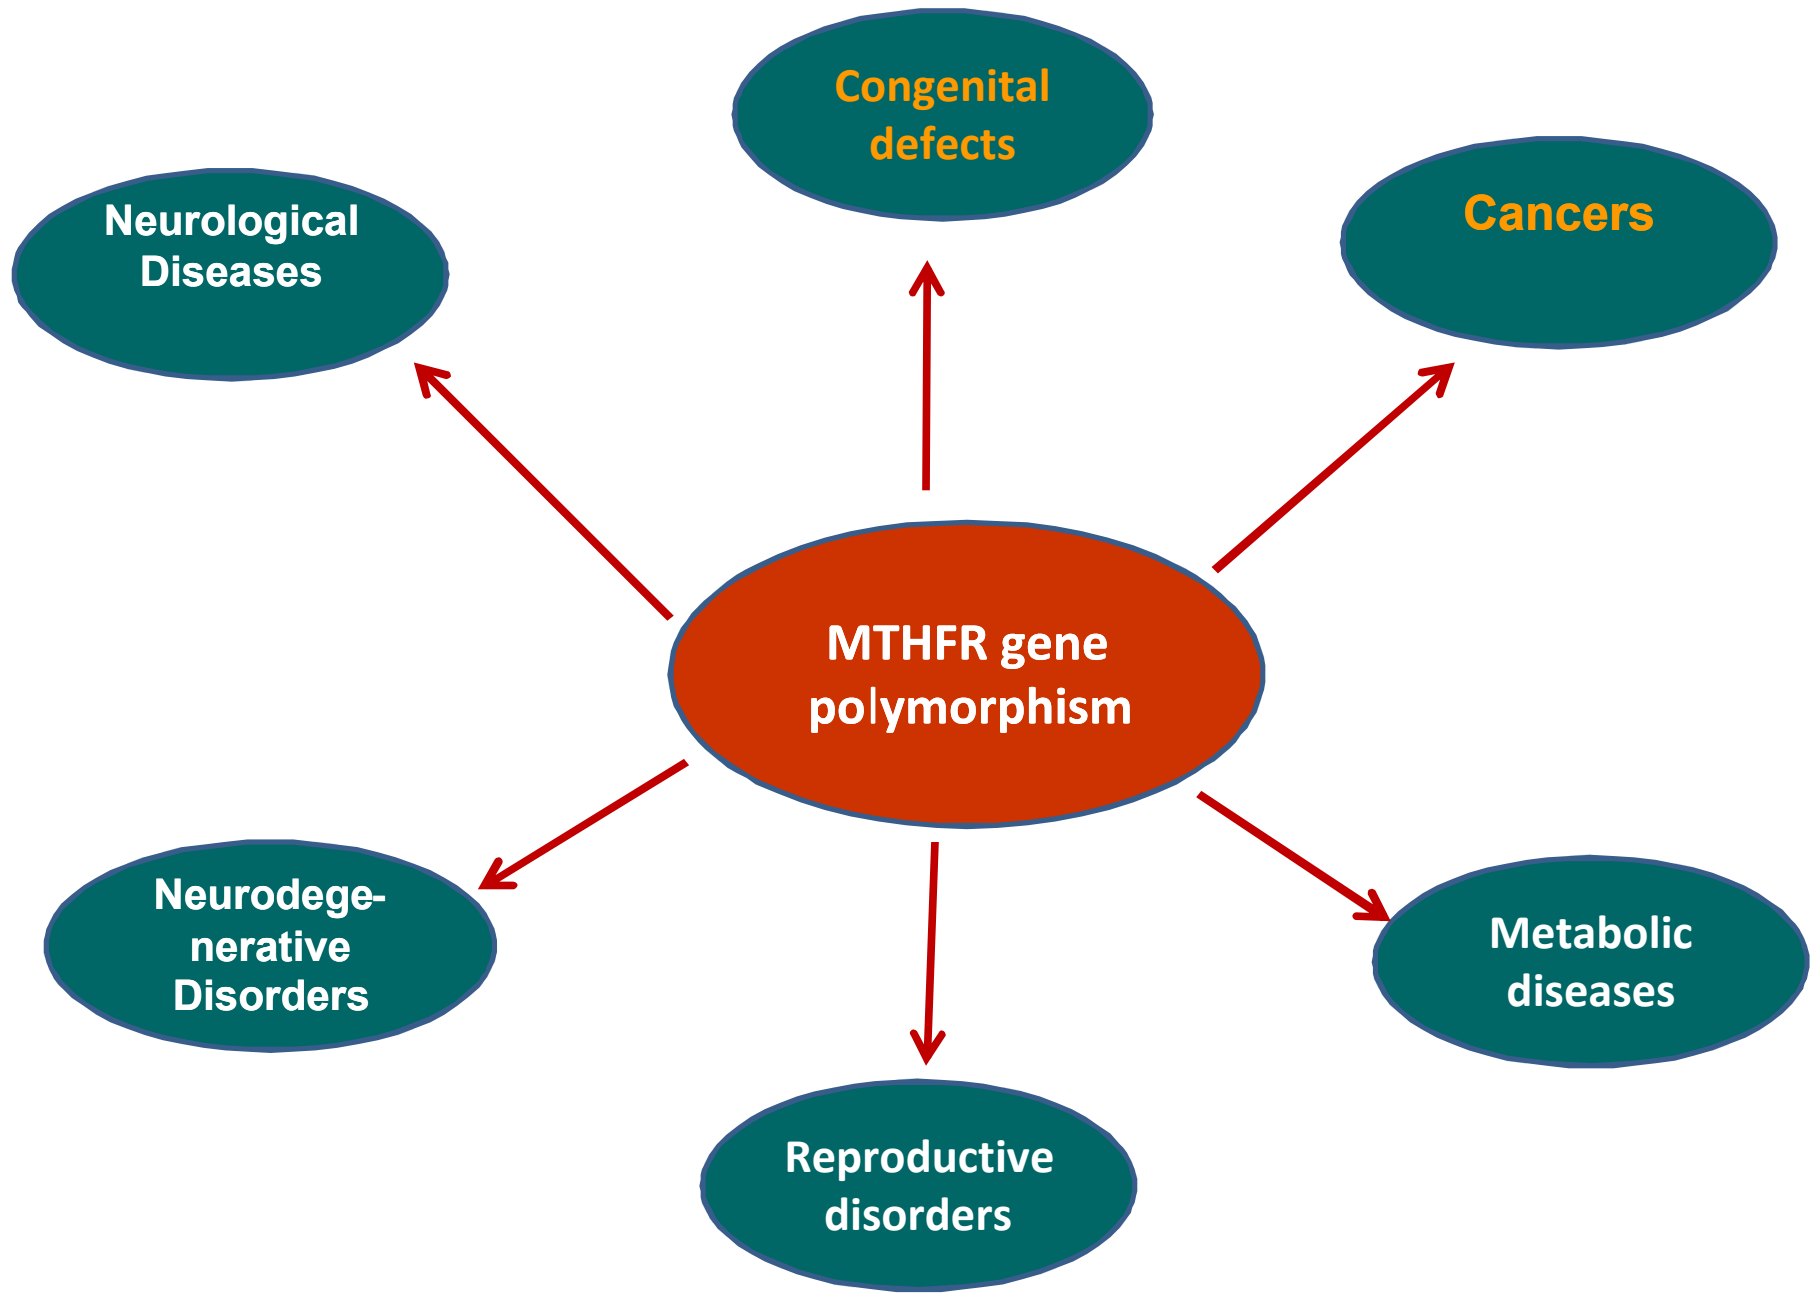 Congenital
defects
Neurological
Diseases
Cancers
MTHFR gene
polymorphism
Neurodege-
nerative
Disorders
Metabolic
diseases
Reproductive
disorders